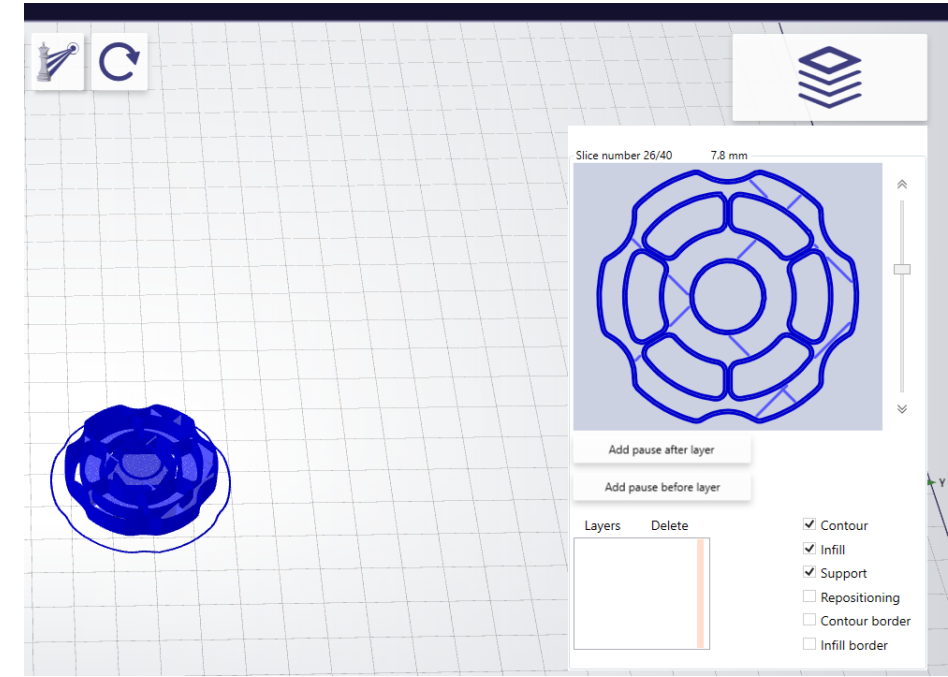 Slice number 26/40 7.8 mm
Add pause after layer
Add pause before layer
Y
Layers Delete
Contour
Infill
Support
Repositioning
Contour border
Infill border